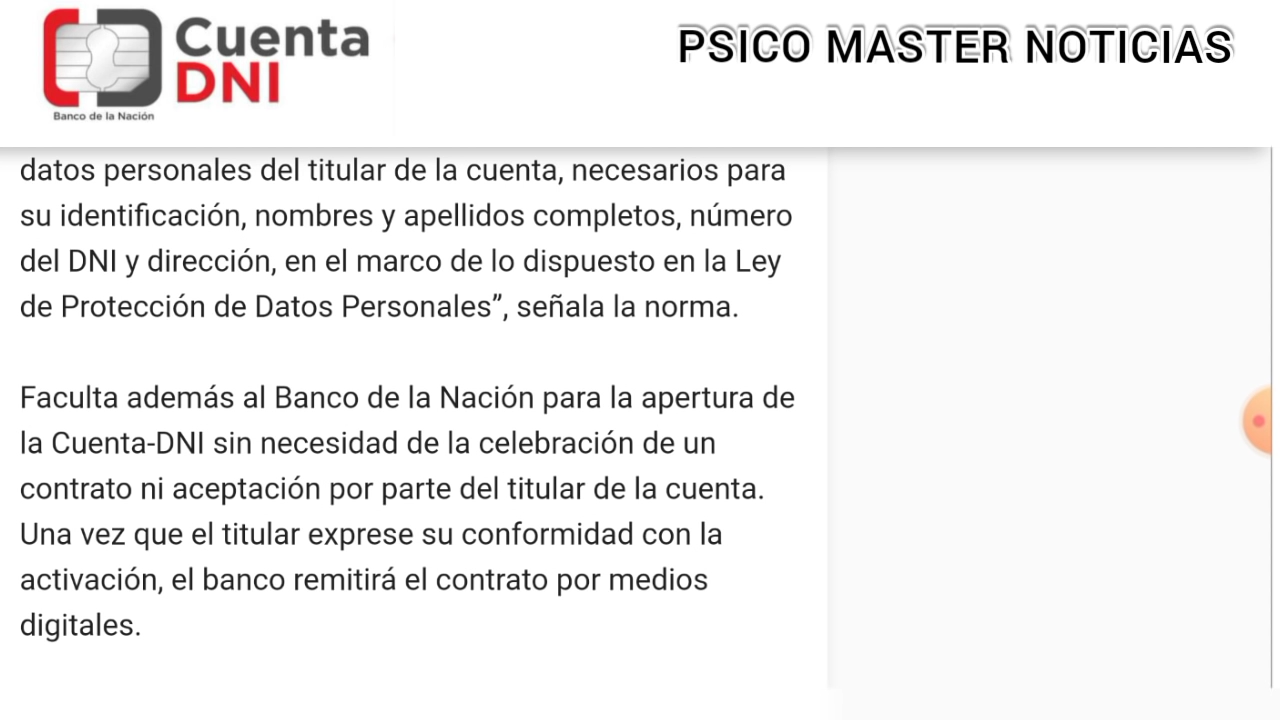 Cuenta
DNI
Banco de la Nación
PSICO MASTER NOTICIAS
datos personales del titular de la cuenta, necesarios para
su identificación, nombres y apellidos completos, número
del DNI y dirección, en el marco de lo dispuesto en la Ley
de Protección de Datos Personales”, señala la norma.
Faculta además al Banco de la Nación para la apertura de
la Cuenta-DNI sin necesidad de la celebración de un
contrato ni aceptación por parte del titular de la cuenta.
Una vez que el titular exprese su conformidad con la
activación, el banco remitirá el contrato por medios
digitales.